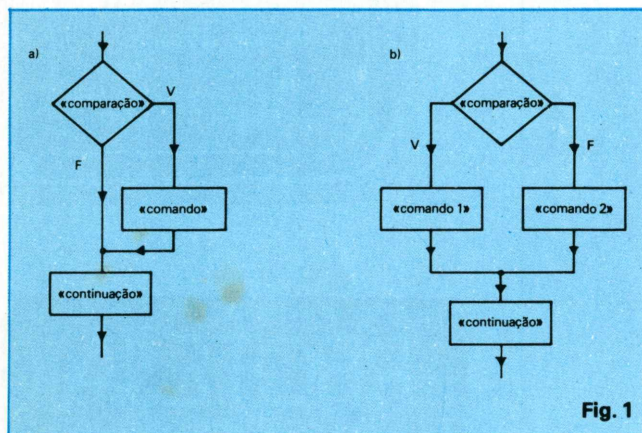 a)
«comparação»
V
F
«comando»
«continuação»
b)
«comparação»
V
F
«comando 1»
«comando 2»
«continuação»
Fig. 1